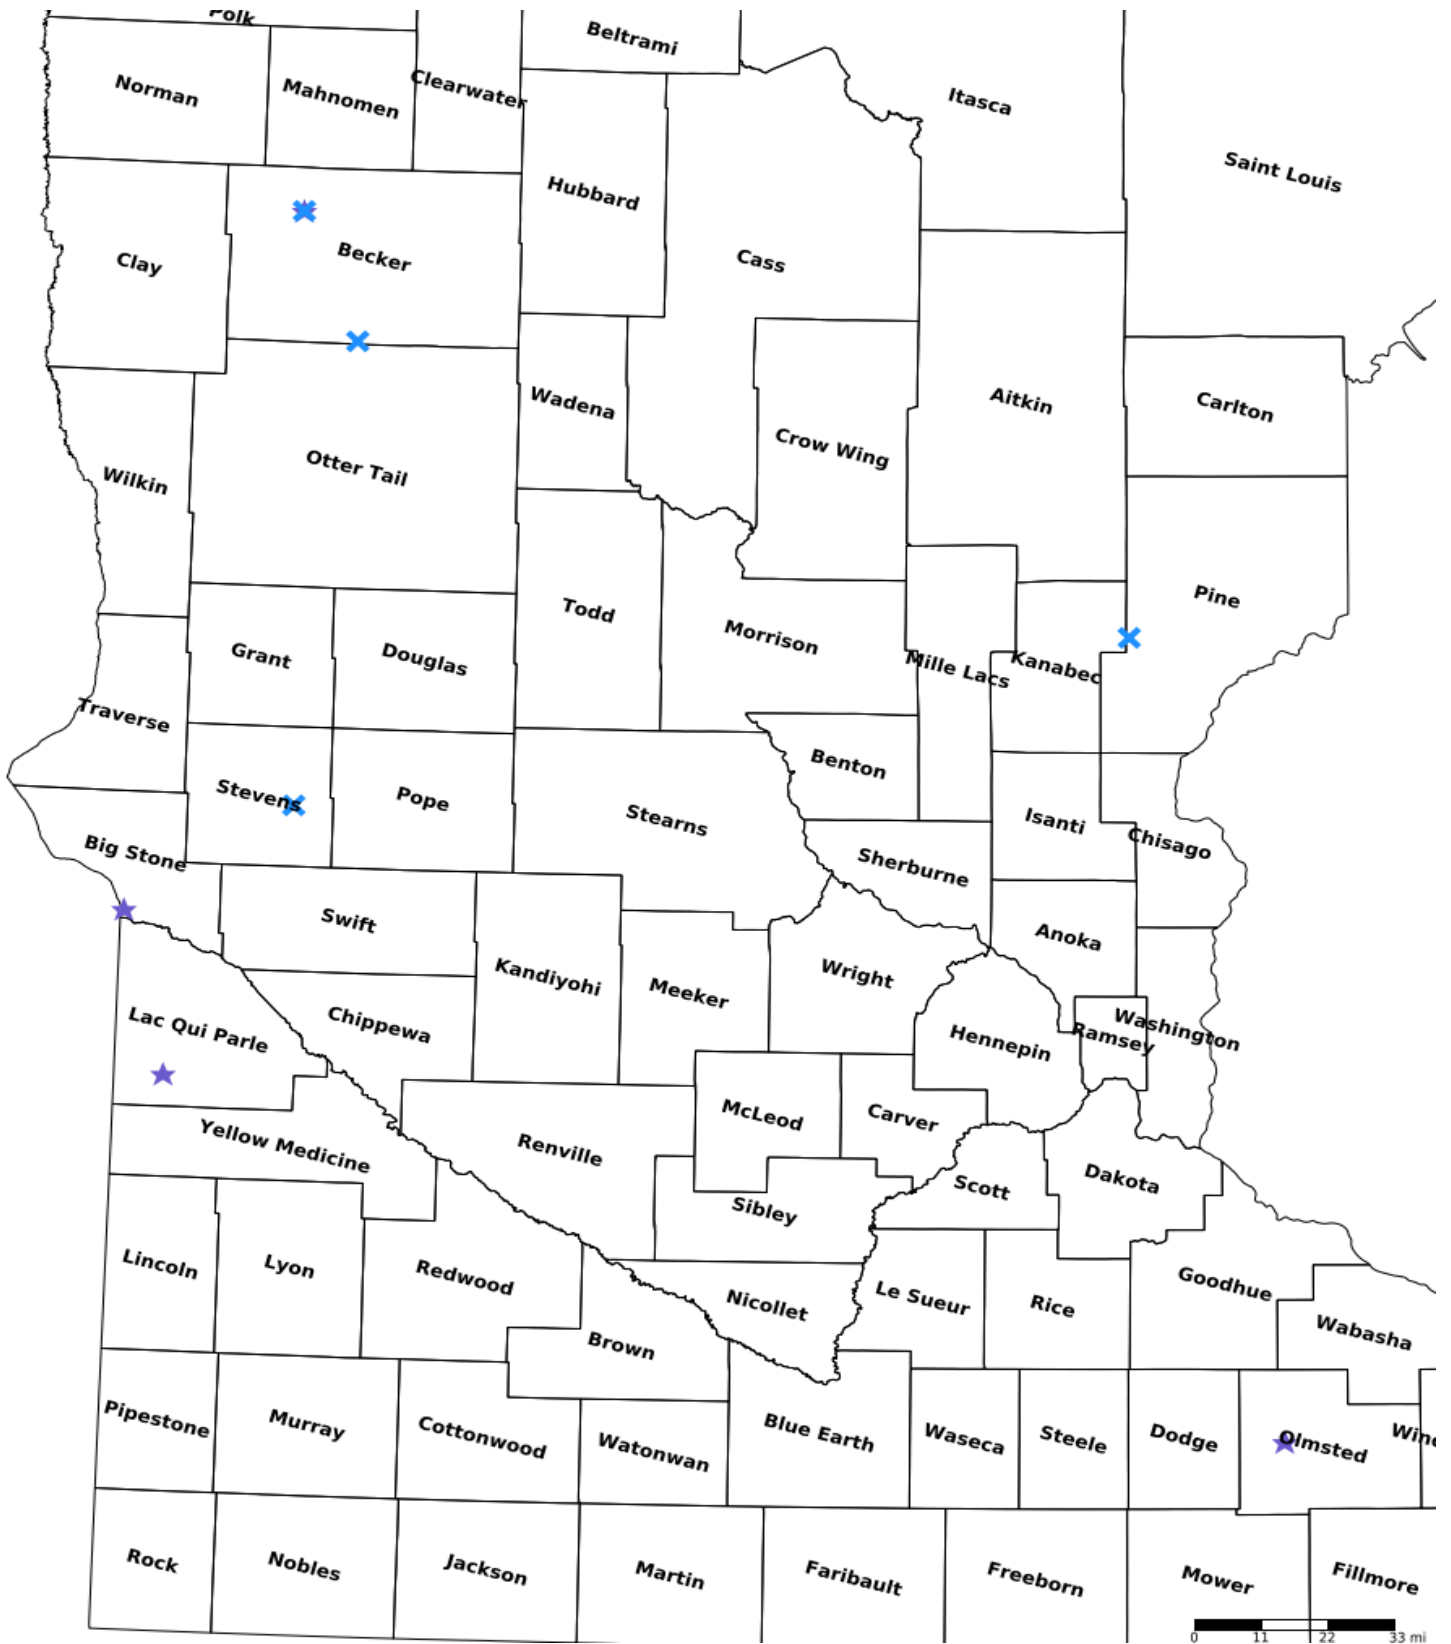 Polk
Beltrami
Norman
Mahnomen
Clearwater
Itasca
Saint Louis
Hubbard
Clay
Becker
Cass
Wilkin
Otter Tail
Wadena
Crow Wing
Aitkin
Carlton
Grant
Douglas
Todd
Morrison
Mille Lacs
Kanabec
Pine
Traverse
Stevens
Pope
Stearns
Benton
Isanti
Chisago
Big Stone
Swift
Sherburne
Anoka
Kandiyohi
Meeker
Wright
Lac Qui Parle
Chippewa
Hennepin
Ramsey
Washington
Yellow Medicine
Renville
McLeod
Carver
Scott
Dakota
Sibley
Lincoln
Lyon
Redwood
Nicollet
Le Sueur
Rice
Goodhue
Wabasha
Brown
Pipestone
Murray
Cottonwood
Watonwan
Blue Earth
Waseca
Steele
Dodge
Olmsted
Wino
Rock
Nobles
Jackson
Martin
Faribault
Freeborn
Mower
Fillmore
0 11 22 33 mi